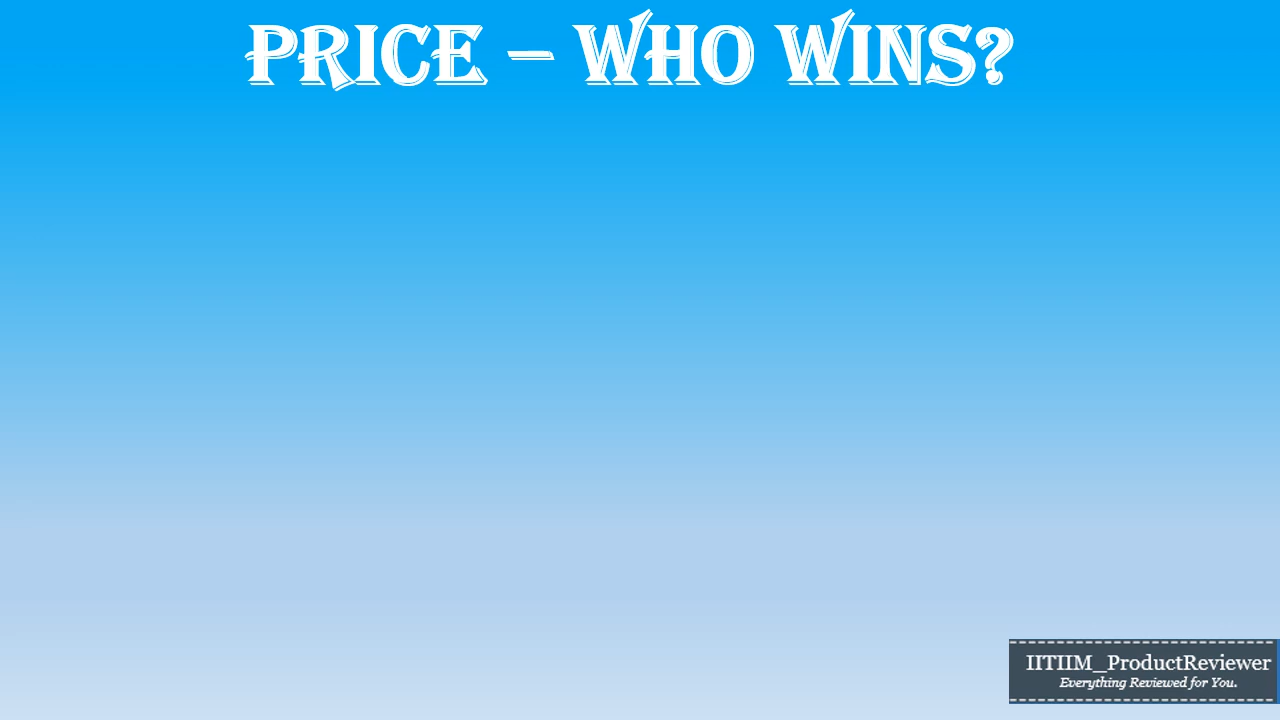 PRICE – WHO WINS?
IITIIM_ProductReviewer
Everything Reviewed for You.